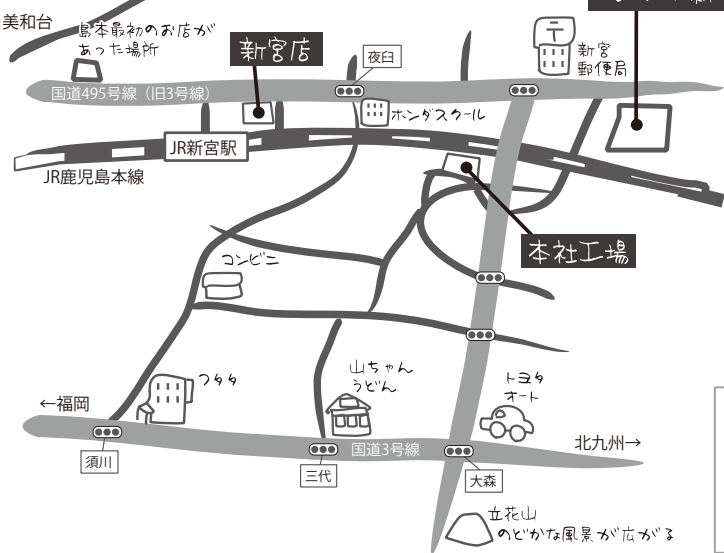 美和台
島本最初のお店が
あった場所
新宮店
夜臼
〒
新宮
郵便局
国道495号線（旧3号線）
ホンダスクール
JR新宮駅
JR鹿児島本線
本社工場
コンビニ
フタタ
山ちゃん
うどん
トヨタ
オート
←福岡
国道3号線
北九州→
須川
三代
大森
立花山
のどかな風景が広がる